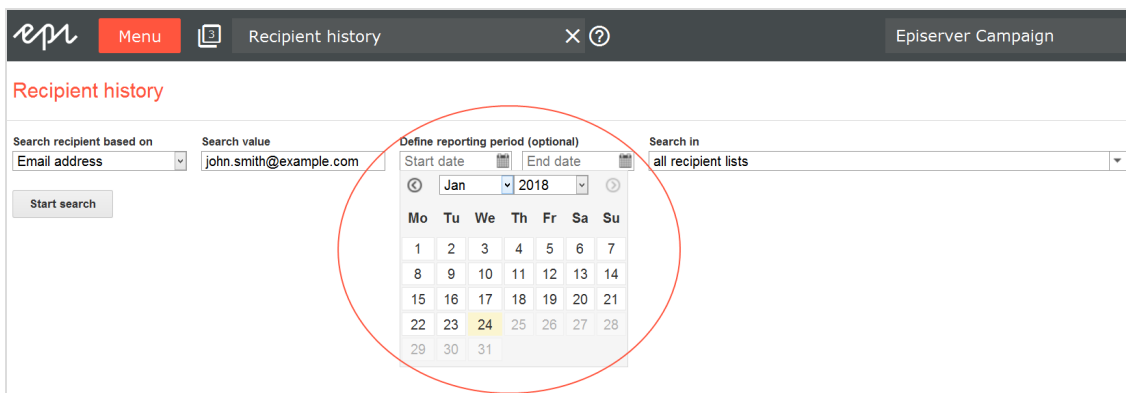 epi Menu 3 Recipient history Episerver Campaign
Recipient history
Search recipient based on Search value Define reporting period (optional) Search in
Email address john.smith@example.com Start date End date all recipient lists
Start search
Jan 2018
Mo Tu We Th Fr Sa Su
1 2 3 4 5 6 7
8 9 10 11 12 13 14
15 16 17 18 19 20 21
22 23 24 25 26 27 28
29 30 31